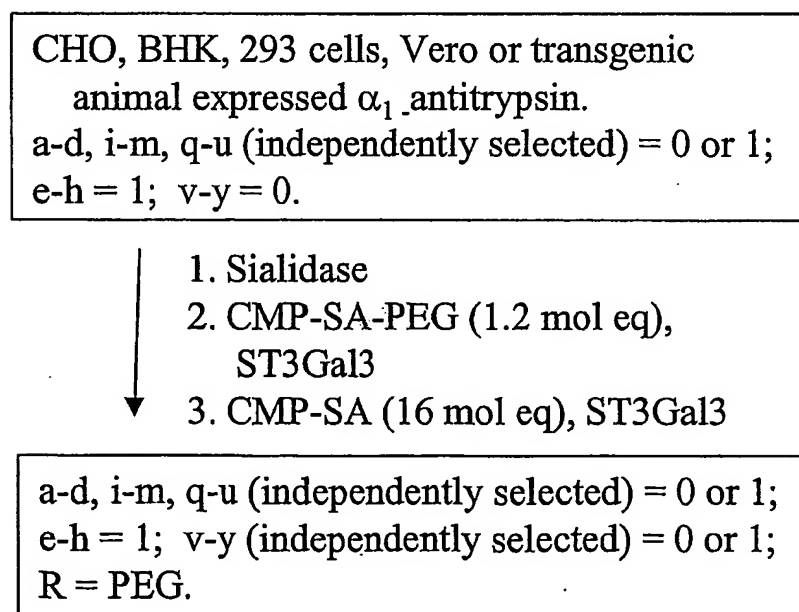 CHO, BHK, 293 cells, Vero or transgenic
animal expressed α₁-antitrypsin.
a-d, i-m, q-u (independently selected) = 0 or 1;
e-h = 1; v-y = 0.
1. Sialidase
2. CMP-SA-PEG (1.2 mol eq),
ST3Gal3
3. CMP-SA (16 mol eq), ST3Gal3
a-d, i-m, q-u (independently selected) = 0 or 1;
e-h = 1; v-y (independently selected) = 0 or 1;
R = PEG.